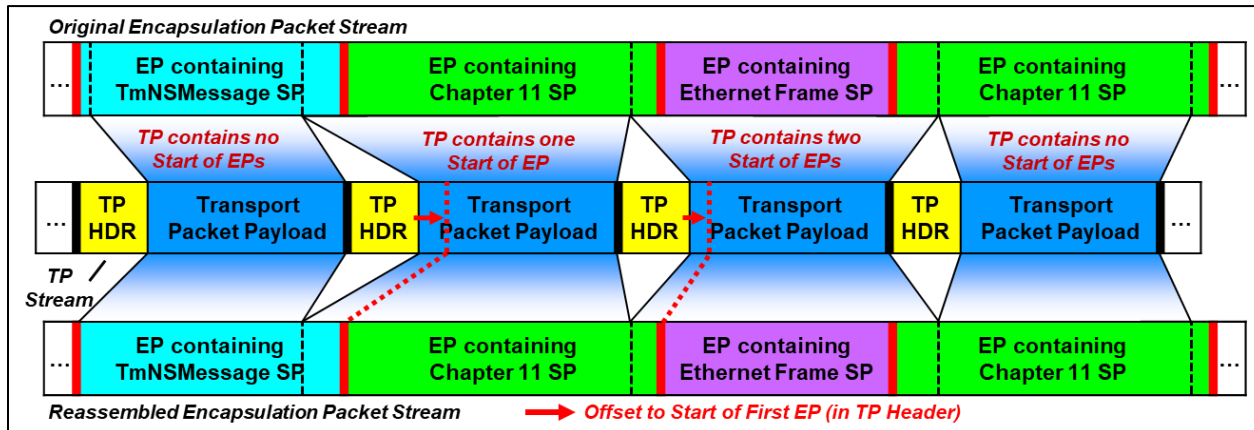 Original Encapsulation Packet Stream
...
EP containing
TmNSMessage SP
EP containing
Chapter 11 SP
EP containing
Ethernet Frame SP
EP containing
Chapter 11 SP
...
TP contains no
Start of EPs
TP contains one
Start of EP
TP contains two
Start of EPs
TP contains no
Start of EPs
...
TP
HDR
Transport
Packet Payload
TP
HDR
Transport
Packet Payload
TP
HDR
Transport
Packet Payload
TP
HDR
Transport
Packet Payload
...
TP
Stream
...
EP containing
TmNSMessage SP
EP containing
Chapter 11 SP
EP containing
Ethernet Frame SP
EP containing
Chapter 11 SP
...
Reassembled Encapsulation Packet Stream
Offset to Start of First EP (in TP Header)